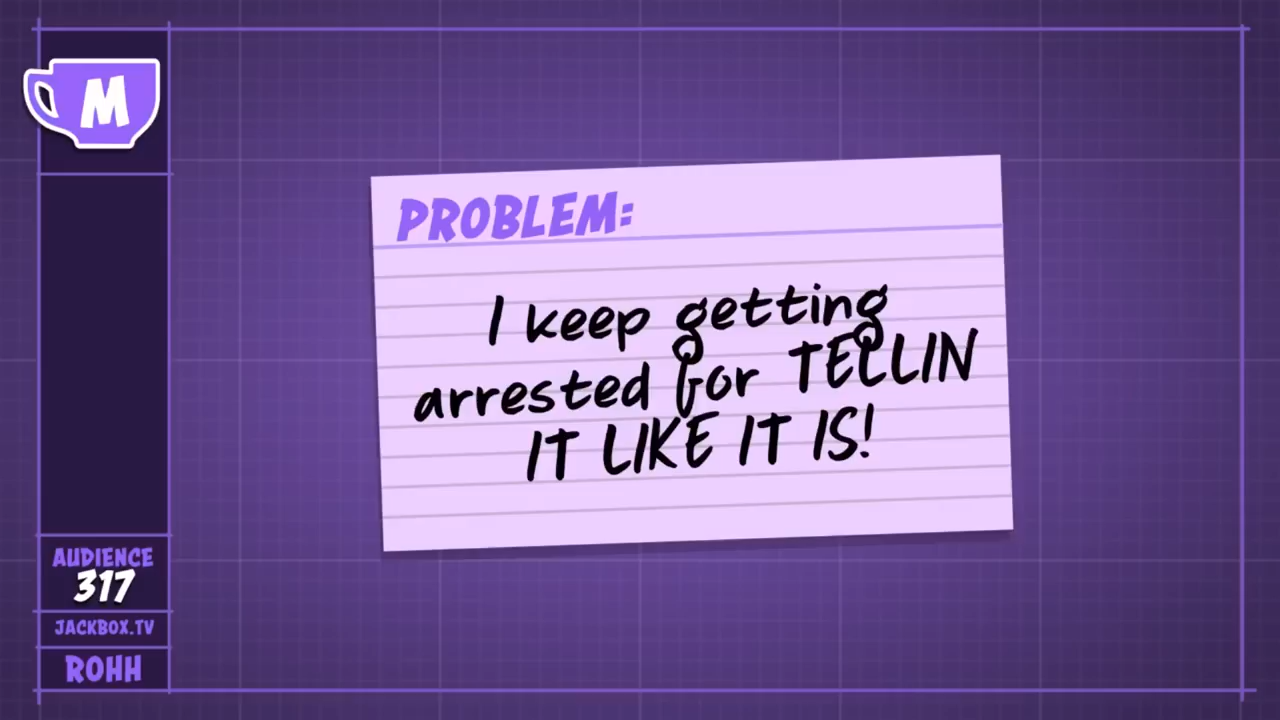 M
PROBLEM:
I keep getting
arrested for TELLIN
IT LIKE IT IS!
AUDIENCE
317
JACKBOX.TV
ROHH